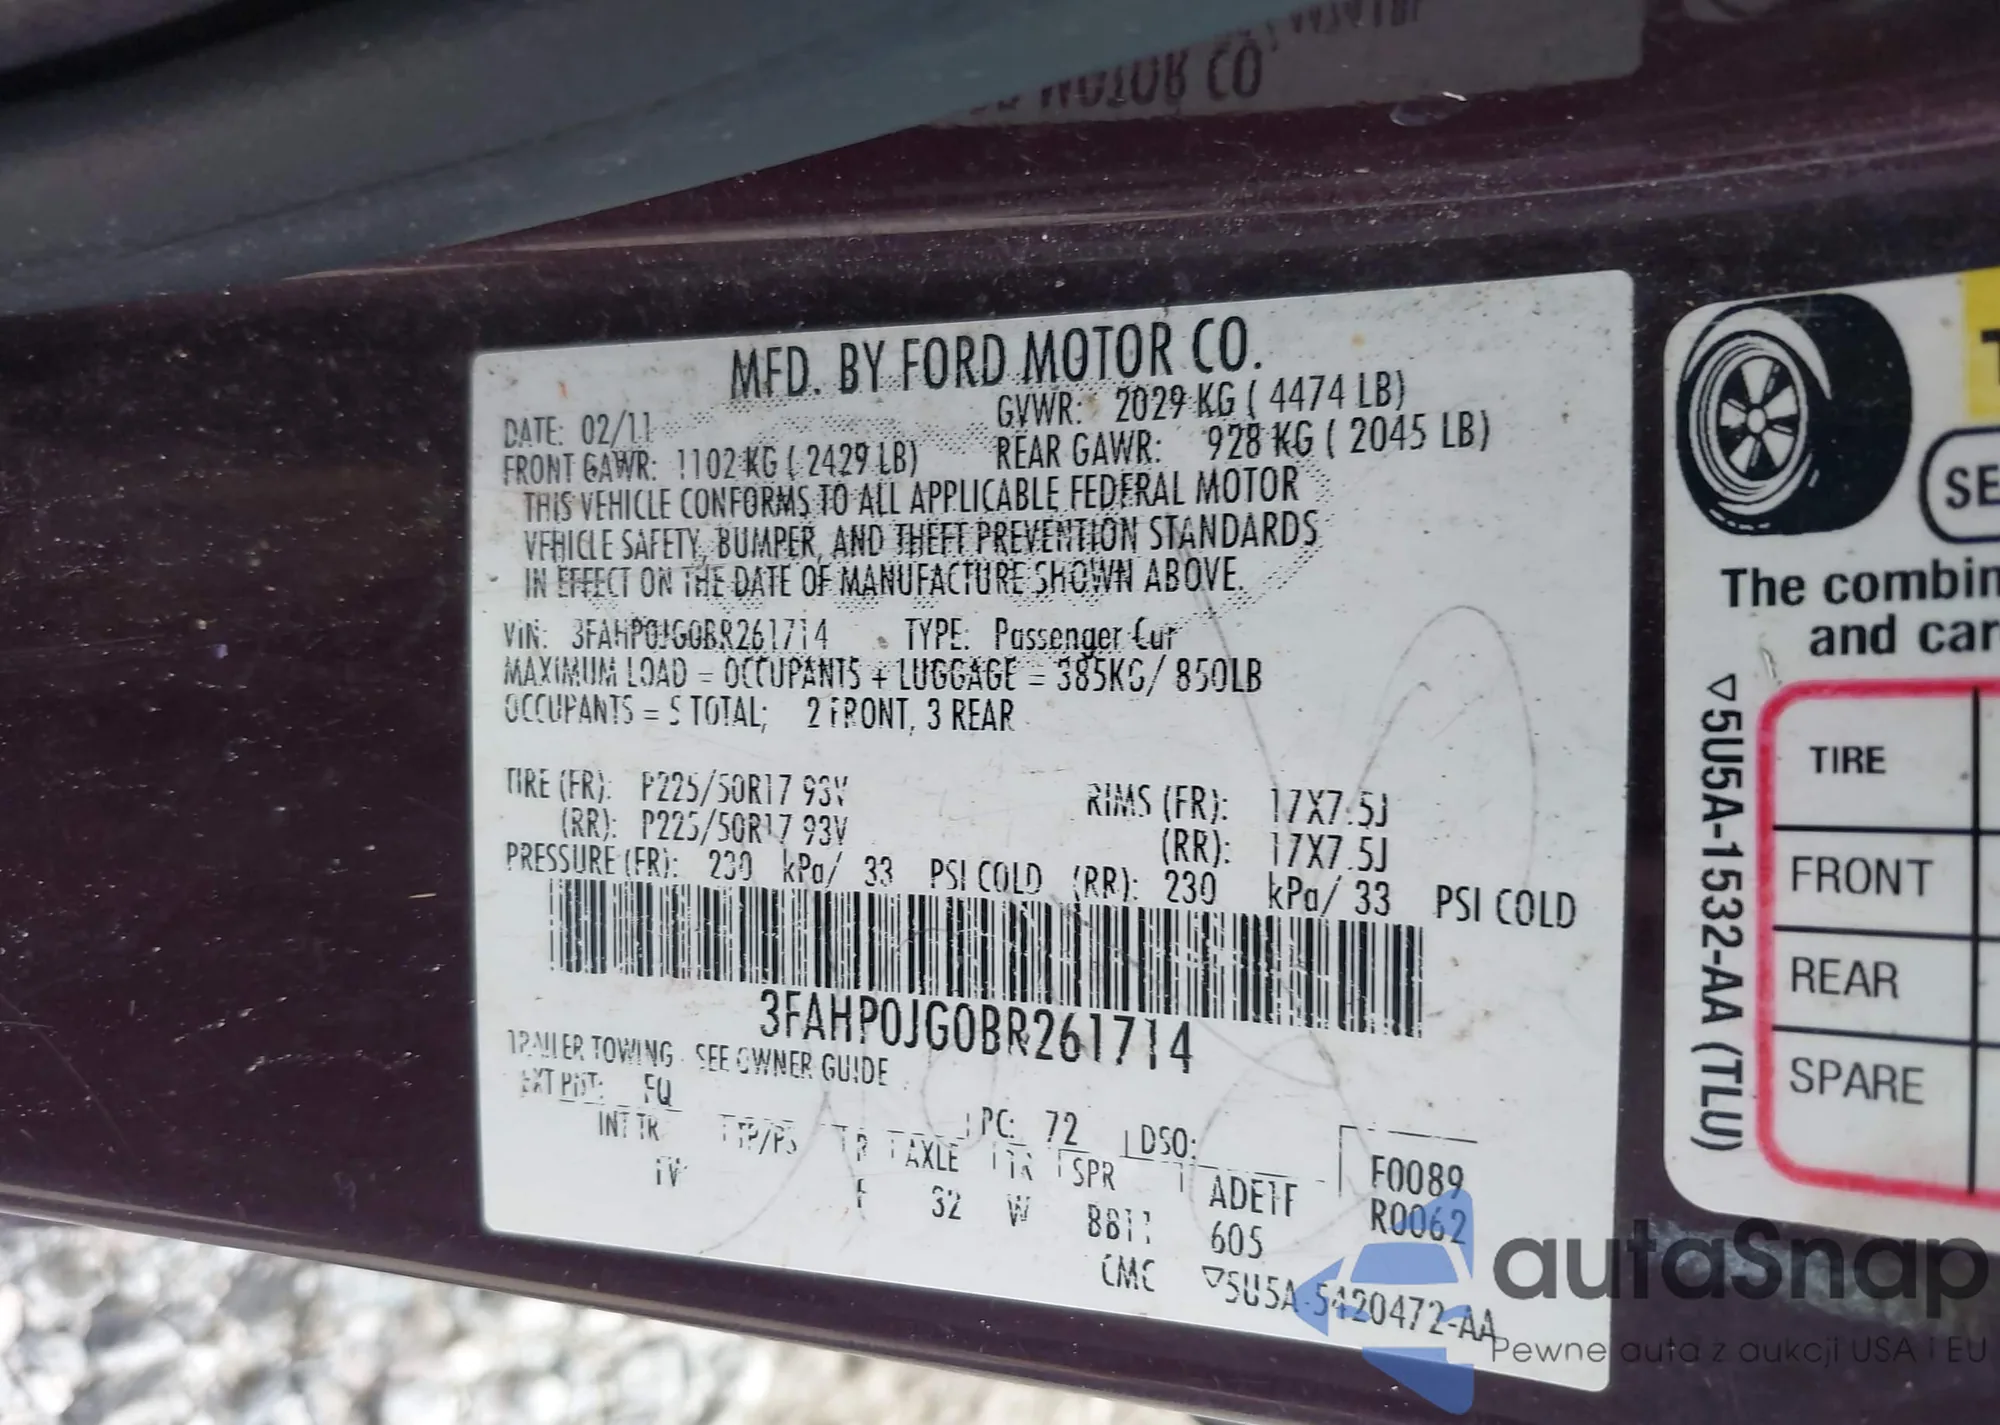 MOTOR CO
MFD. BY FORD MOTOR CO.
DATE: 02/11 GVWR: 2029 KG ( 4474 LB)
FRONT GAWR: 1102 KG ( 2429 LB) REAR GAWR: 928 KG ( 2045 LB)
THIS VEHICLE CONFORMS TO ALL APPLICABLE FEDERAL MOTOR
VEHICLE SAFETY, BUMPER, AND THEFT PREVENTION STANDARDS
IN EFFECT ON THE DATE OF MANUFACTURE SHOWN ABOVE.
VIN: 3FAHP0JG0BR261714 TYPE: Passenger Car
MAXIMUM LOAD = OCCUPANTS + LUGGAGE = 385KG/ 850LB
OCCUPANTS = 5 TOTAL; 2 FRONT, 3 REAR
TIRE (FR): P225/50R17 93V RIMS (FR): 17X7.5J
(RR): P225/50R17 93V (RR): 17X7.5J
PRESSURE (FR): 230 kPa/ 33 PSI COLD (RR): 230 kPa/ 33 PSI COLD
3FAHP0JG0BR261714
TRAILER TOWING - SEE OWNER GUIDE
EXT PNT: FQ PC: 72 DSO: F0089
INT TR TP/PS R AXLE TR SPR ADE1F R0062
F 32 W 8811 605
CMC ▽5U5A-5420472-AA
SE
The combin
and car
▽5U5A-1532-AA (TLU)
TIRE
FRONT
REAR
SPARE
autaSnap
Pewne auta z aukcji USA i EU